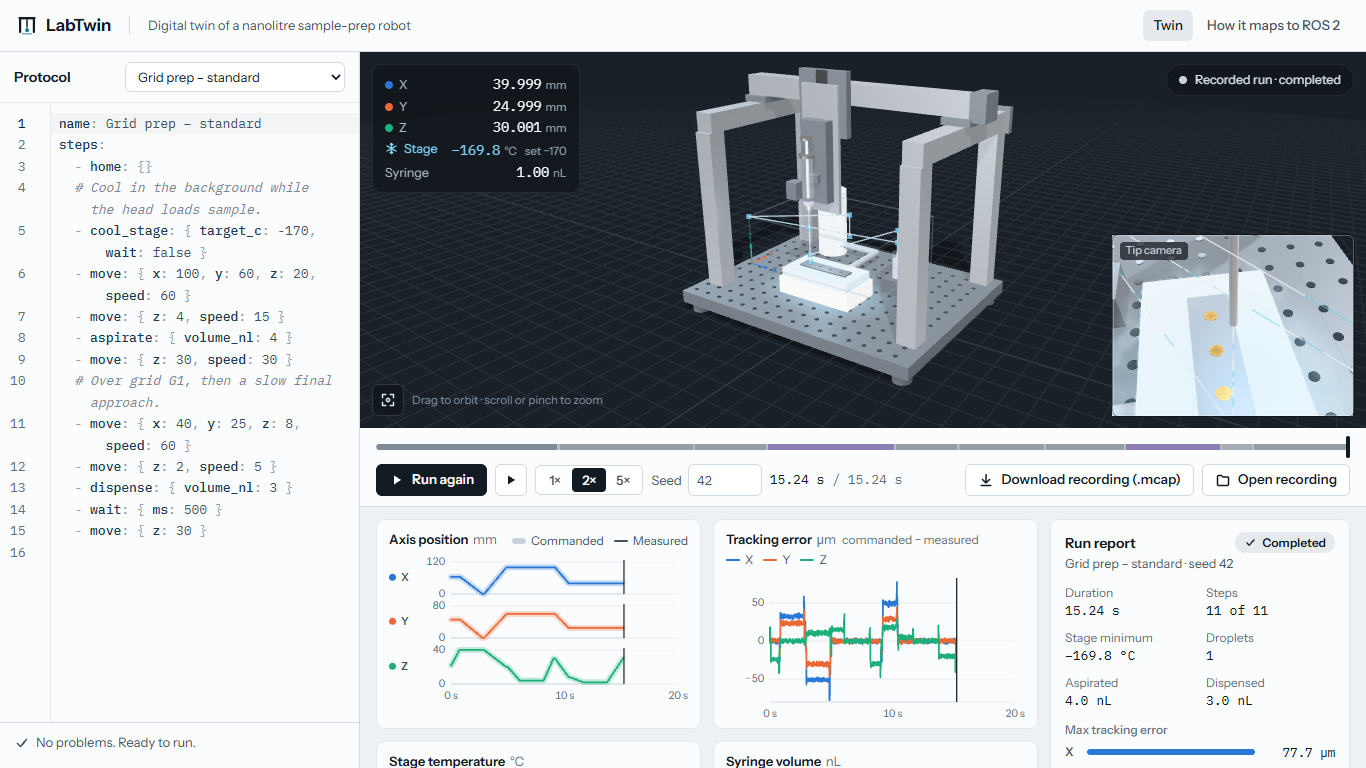 LabTwin
Digital twin of a nanolitre sample-prep robot
Twin
How it maps to ROS 2
Protocol
Grid prep – standard
1 name: Grid prep – standard
2 steps:
3 - home: {}
4 # Cool in the background while
the head loads sample.
5 - cool_stage: { target_c: -170,
wait: false }
6 - move: { x: 100, y: 60, z: 20,
speed: 60 }
7 - move: { z: 4, speed: 15 }
8 - aspirate: { volume_nl: 4 }
9 - move: { z: 30, speed: 30 }
10 # Over grid G1, then a slow final
approach.
11 - move: { x: 40, y: 25, z: 8,
speed: 60 }
12 - move: { z: 2, speed: 5 }
13 - dispense: { volume_nl: 3 }
14 - wait: { ms: 500 }
15 - move: { z: 30 }
16
No problems. Ready to run.
X 39.999 mm
Y 24.999 mm
Z 30.001 mm
Stage −169.8 °C set −170
Syringe 1.00 nL
Recorded run · completed
Tip camera
Drag to orbit · scroll or pinch to zoom
Run again
1× 2× 5×
Seed 42
15.24 s / 15.24 s
Download recording (.mcap)
Open recording
Axis position mm
Commanded Measured
X 120 0
Y 80 0
Z 40 0
0 s 10 s 20 s
Tracking error µm commanded − measured
X Y Z
50
0
−50
0 s 10 s 20 s
Run report
Completed
Grid prep – standard · seed 42
Duration Steps
15.24 s 11 of 11
Stage minimum Droplets
−169.8 °C 1
Aspirated Dispensed
4.0 nL 3.0 nL
Max tracking error
X 77.7 µm
Stage temperature °C
Syringe volume nL